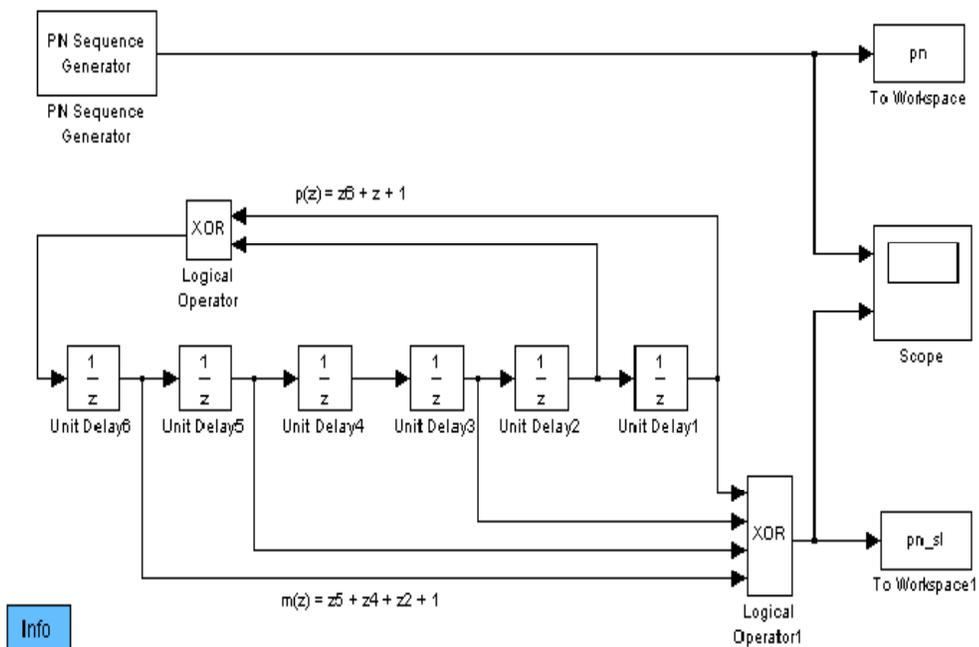 PN Sequence
Generator
PN Sequence
Generator
pn
To Workspace
p(z) = z6 + z + 1
XOR
Logical
Operator
Scope
1
z
Unit Delay6
1
z
Unit Delay5
1
z
Unit Delay4
1
z
Unit Delay3
1
z
Unit Delay2
1
z
Unit Delay1
XOR
Logical
Operator1
pn_sl
To Workspace1
m(z) = z5 + z4 + z2 + 1
Info